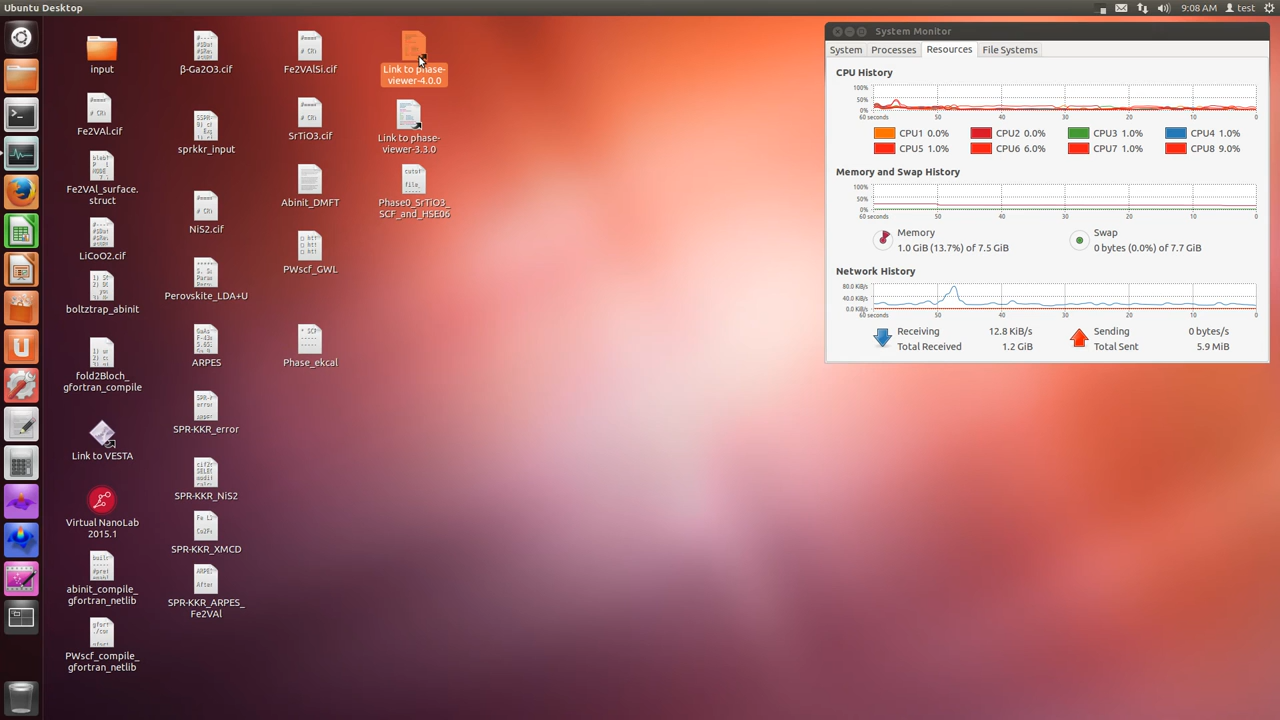 Ubuntu Desktop
9:08 AM
test
input
Fe2VAl.cif
Fe2VAl_surface.
struct
LiCoO2.cif
boltztrap_abinit
fold2Bloch_
gfortran_compile
Link to VESTA
Virtual NanoLab
2015.1
abinit_compile_
gfortran_netlib
PWscf_compile_
gfortran_netlib
β-Ga2O3.cif
sprkkr_input
NiS2.cif
Perovskite_LDA+U
ARPES
SPR-KKR_error
SPR-KKR_NiS2
SPR-KKR_XMCD
SPR-KKR_ARPES_
Fe2VAl
Fe2VAlSi.cif
SrTiO3.cif
Abinit_DMFT
PWscf_GWL
Phase_ekcal
Link to phase-
viewer-4.0.0
Link to phase-
viewer-3.3.0
Phase0_SrTiO3_
SCF_and_HSE06
System Monitor
System
Processes
Resources
File Systems
CPU History
100%
50%
0%
60 seconds 50 40 30 20 10 0
CPU1 0.0% CPU2 0.0% CPU3 1.0% CPU4 1.0%
CPU5 1.0% CPU6 6.0% CPU7 1.0% CPU8 9.0%
Memory and Swap History
100%
50%
0%
60 seconds 50 40 30 20 10 0
Memory
1.0 GiB (13.7%) of 7.5 GiB
Swap
0 bytes (0.0%) of 7.7 GiB
Network History
80.0 KiB/s
40.0 KiB/s
0.0 KiB/s
60 seconds 50 40 30 20 10 0
Receiving 12.8 KiB/s
Total Received 1.2 GiB
Sending 0 bytes/s
Total Sent 5.9 MiB